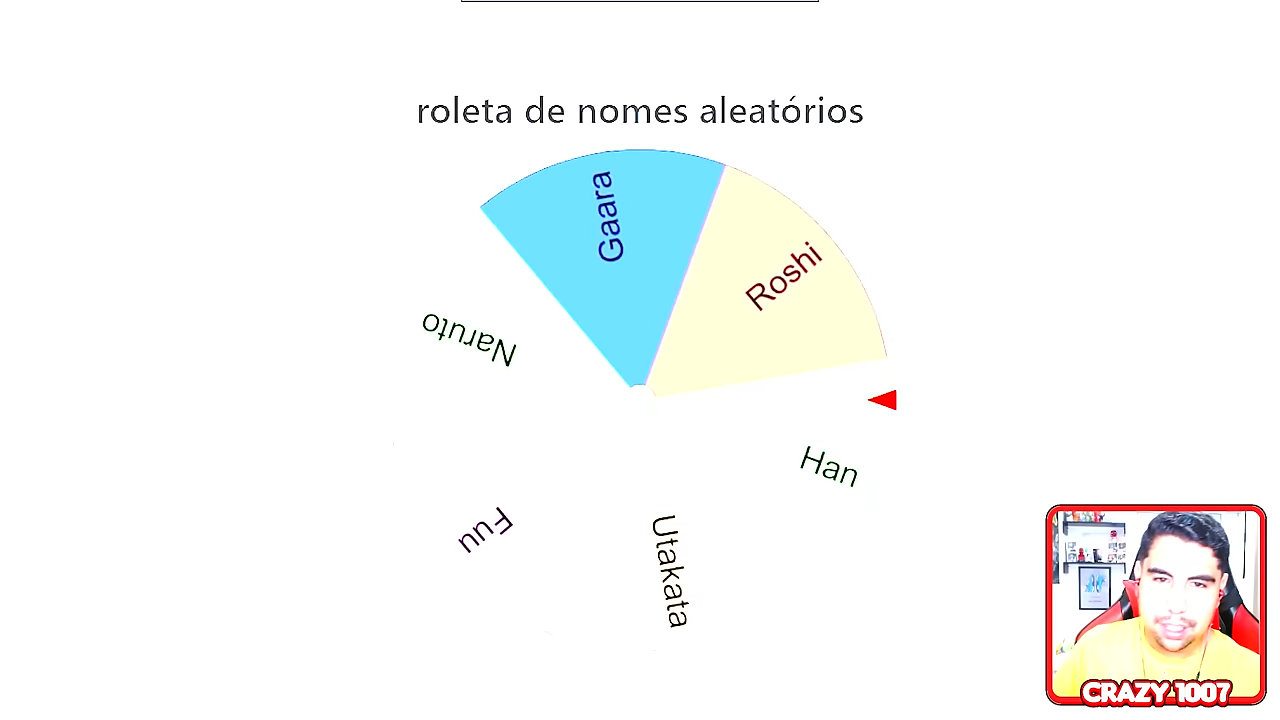 roleta de nomes aleatórios
Gaara
Roshi
Naruto
Han
Fuu
Utakata
CRAZY 1007